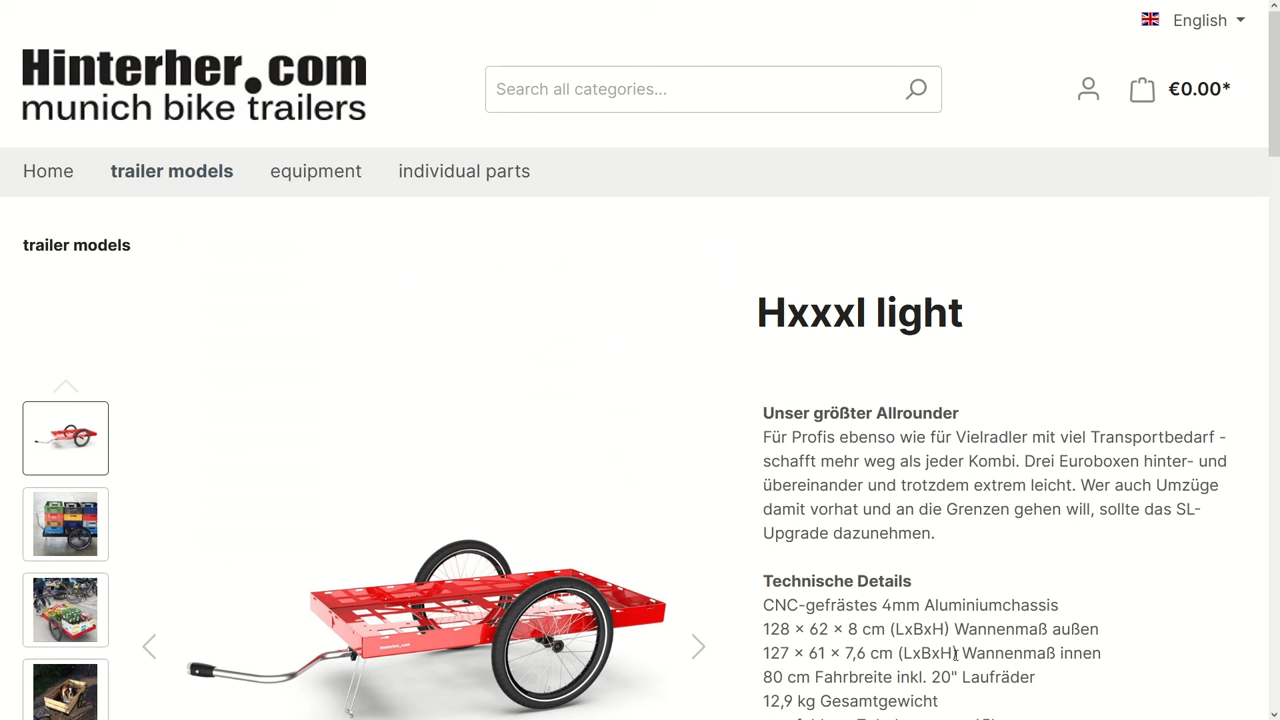 English
Hinterher.com
munich bike trailers
Search all categories...
€0.00*
Home
trailer models
equipment
individual parts
trailer models
Hxxxl light
Unser größter Allrounder
Für Profis ebenso wie für Vielradler mit viel Transportbedarf -
schafft mehr weg als jeder Kombi. Drei Euroboxen hinter- und
übereinander und trotzdem extrem leicht. Wer auch Umzüge
damit vorhat und an die Grenzen gehen will, sollte das SL-
Upgrade dazunehmen.
Technische Details
CNC-gefrästes 4mm Aluminiumchassis
128 × 62 × 8 cm (LxBxH) Wannenmaß außen
127 × 61 × 7,6 cm (LxBxH) Wannenmaß innen
80 cm Fahrbreite inkl. 20" Laufräder
12,9 kg Gesamtgewicht